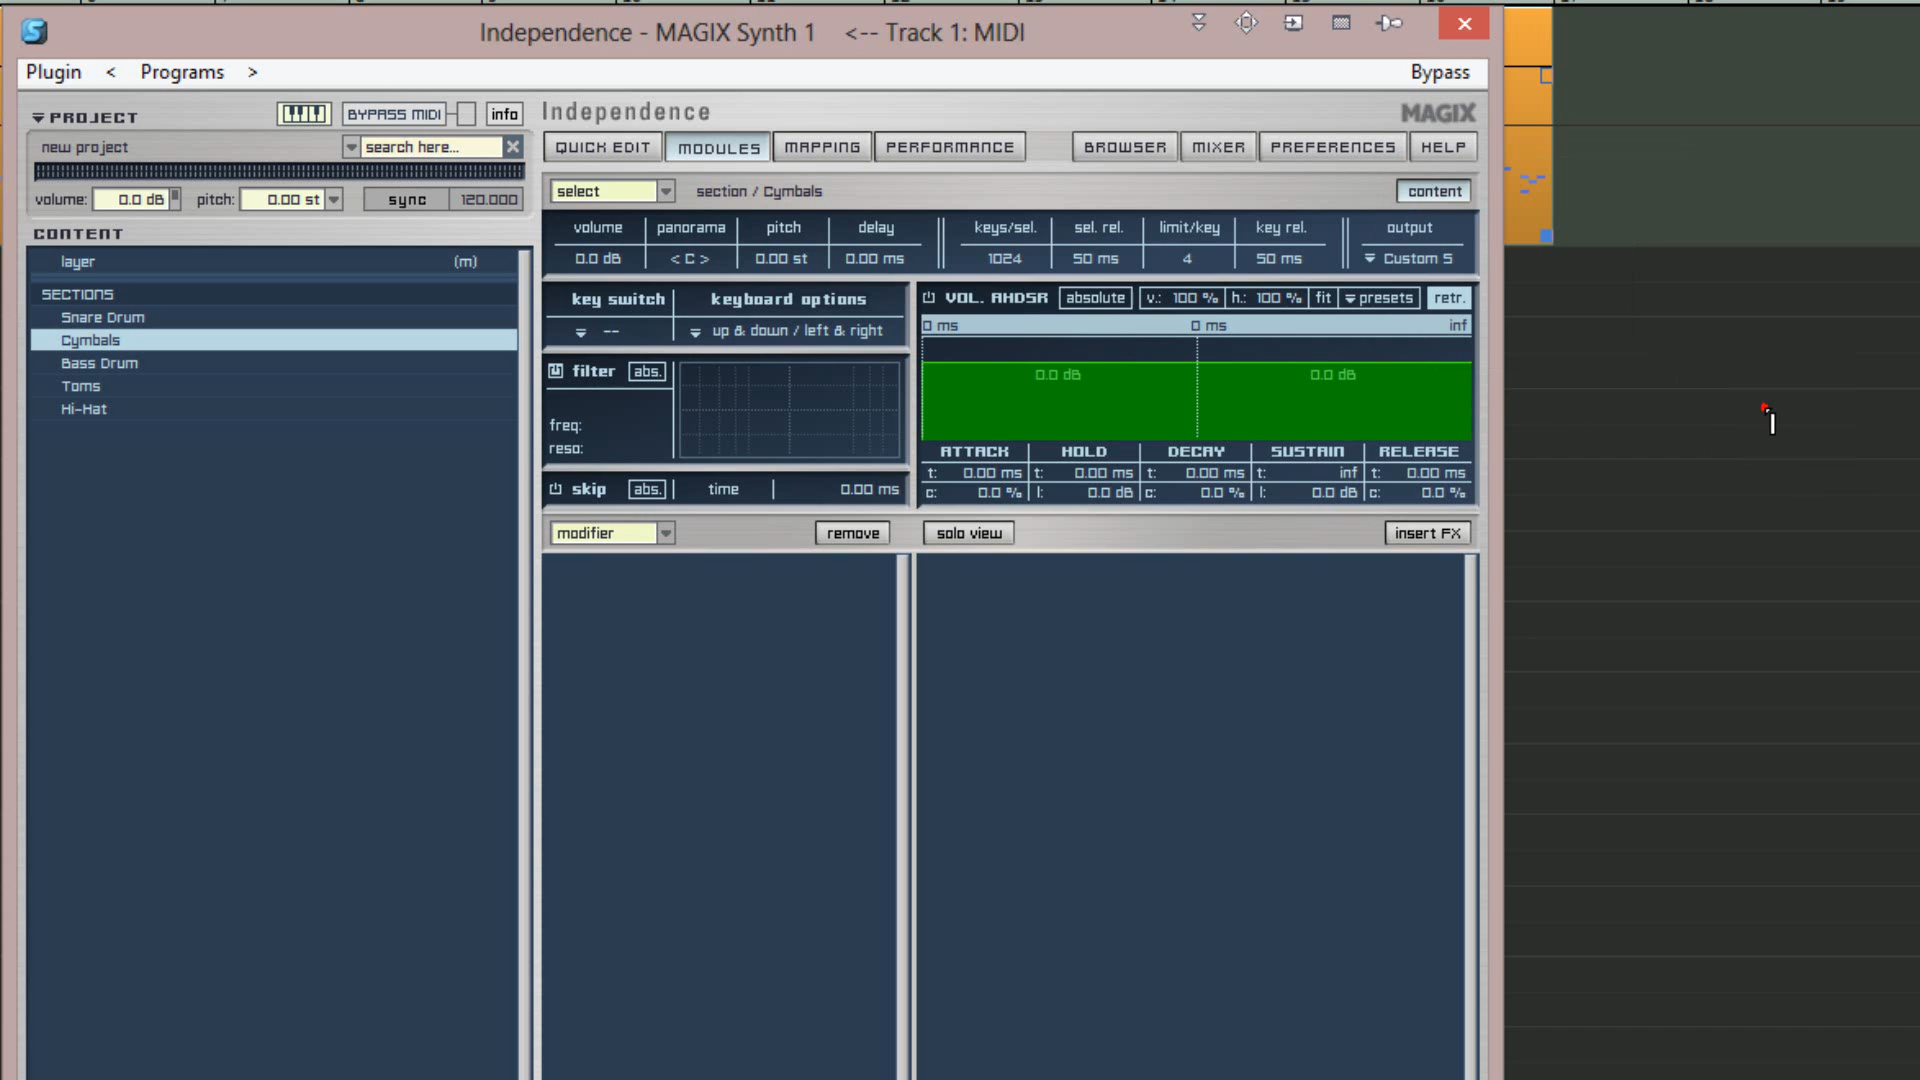 Independence - MAGIX Synth 1 <-- Track 1: MIDI
Plugin < Programs > Bypass
PROJECT BYPASS MIDI info
Independence MAGIX
new project search here...
QUICK EDIT MODULES MAPPING PERFORMANCE BROWSER MIXER PREFERENCES HELP
volume: 0.0 dB pitch: 0.00 st sync 120.000
select section / Cymbals content
CONTENT
layer (m)
SECTIONS
Snare Drum
Cymbals
Bass Drum
Toms
Hi-Hat
volume panorama pitch delay keys/sel. sel. rel. limit/key key rel. output
0.0 dB < C > 0.00 st 0.00 ms 1024 50 ms 4 50 ms Custom 5
key switch keyboard options
-- up & down / left & right
VOL. AHDSR absolute v.: 100 % h.: 100 % fit presets retr.
0 ms 0 ms inf
0.0 dB 0.0 dB
filter abs.
freq:
reso:
ATTACK HOLD DECAY SUSTAIN RELEASE
t: 0.00 ms t: 0.00 ms t: 0.00 ms t: inf t: 0.00 ms
c: 0.0 % l: 0.0 dB c: 0.0 % l: 0.0 dB c: 0.0 %
skip abs. time 0.00 ms
modifier remove solo view insert FX